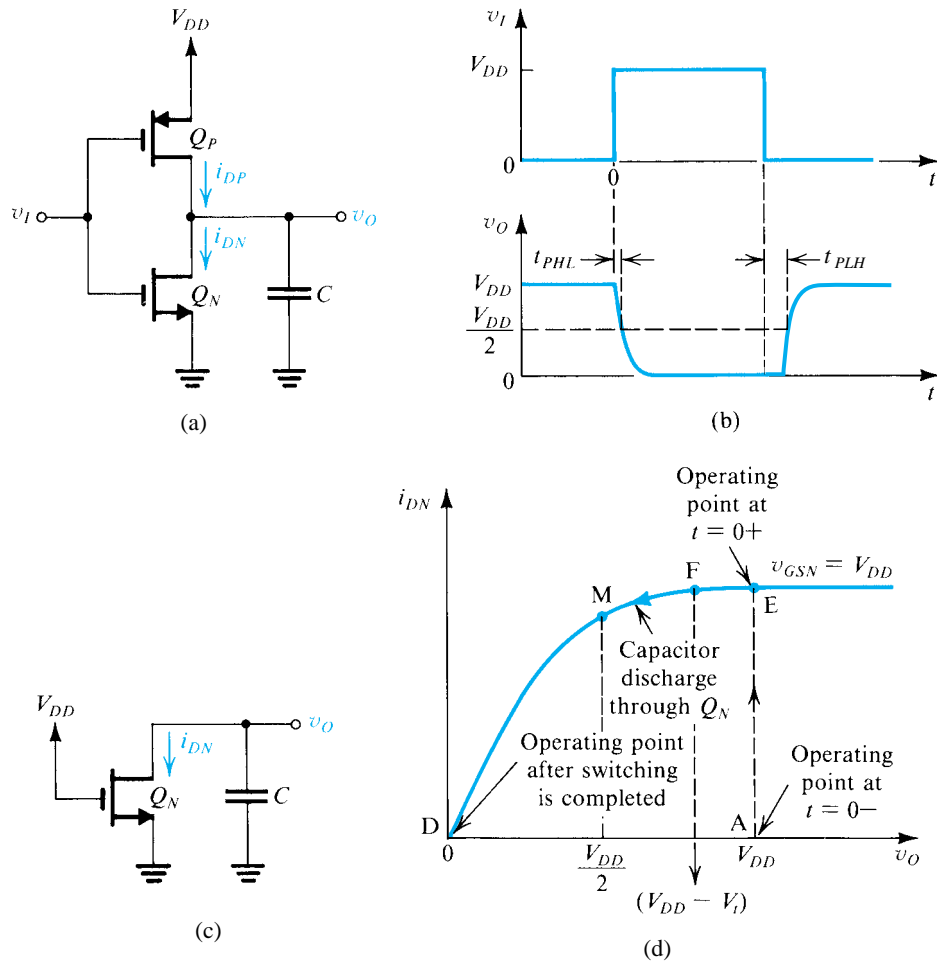 V_DD
Q_P
i_DP
v_I
v_O
i_DN
Q_N
C
(a)
v_I
V_DD
0
0
t
v_O
t_PHL
t_PLH
V_DD
V_DD
2
0
t
(b)
V_DD
v_O
i_DN
Q_N
C
(c)
i_DN
Operating
point at
t = 0+
v_GSN = V_DD
F
E
M
Capacitor
discharge
through Q_N
Operating point
after switching
is completed
Operating
point at
t = 0−
D
A
0
V_DD
2
V_DD
v_O
(V_DD − V_t)
(d)